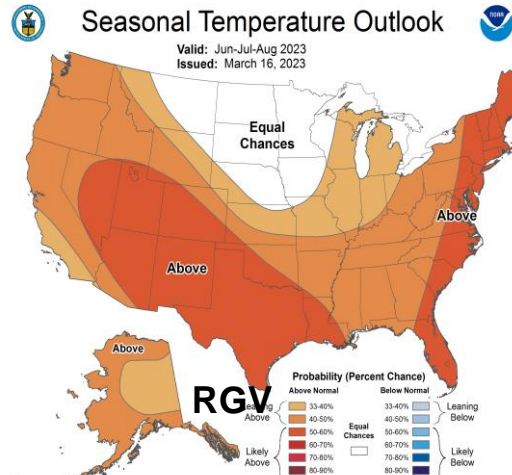 Seasonal Temperature Outlook
NOAA
Valid: Jun-Jul-Aug 2023
Issued: March 16, 2023
Equal
Chances
Above
Above
Above
RGV
Probability (Percent Chance)
Above Normal
Below Normal
Leaning
Above
33-40%
40-50%
50-60%
60-70%
70-80%
80-90%
Likely
Above
Equal
Chances
33-40%
40-50%
50-60%
60-70%
70-80%
80-90%
Leaning
Below
Likely
Below